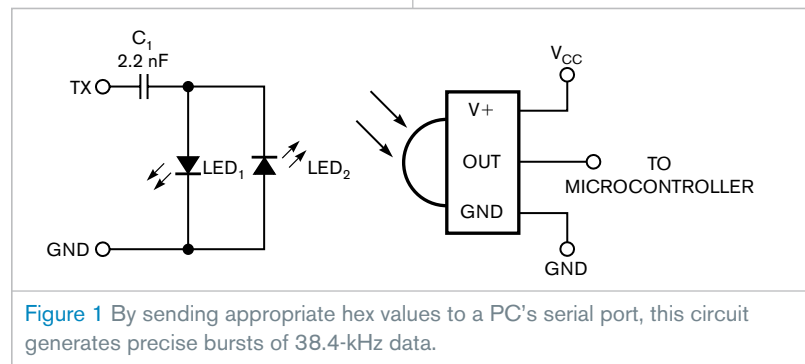 C₁
2.2 nF
TX
LED₁
LED₂
GND
V_CC
V+
OUT
GND
TO
MICROCONTROLLER
GND
Figure 1 By sending appropriate hex values to a PC’s serial port, this circuit
generates precise bursts of 38.4-kHz data.